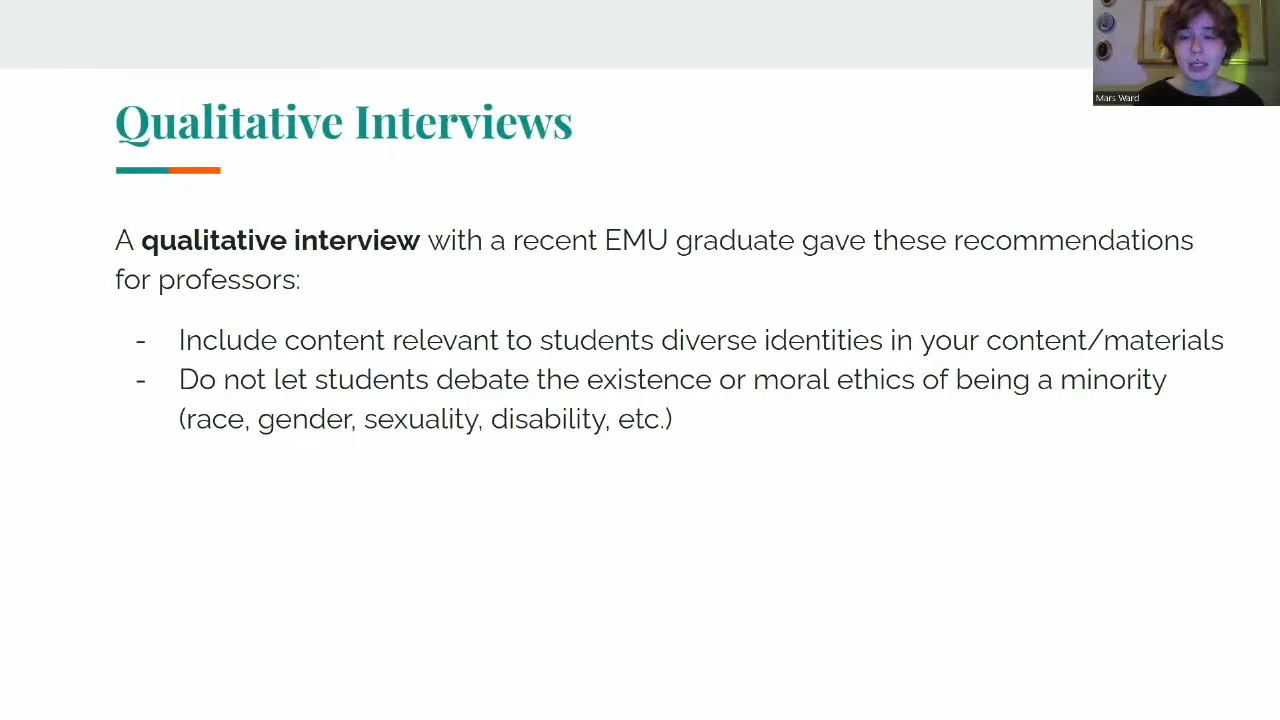 Mars Ward
Qualitative Interviews
A qualitative interview with a recent EMU graduate gave these recommendations
for professors:
- Include content relevant to students diverse identities in your content/materials
- Do not let students debate the existence or moral ethics of being a minority
(race, gender, sexuality, disability, etc.)